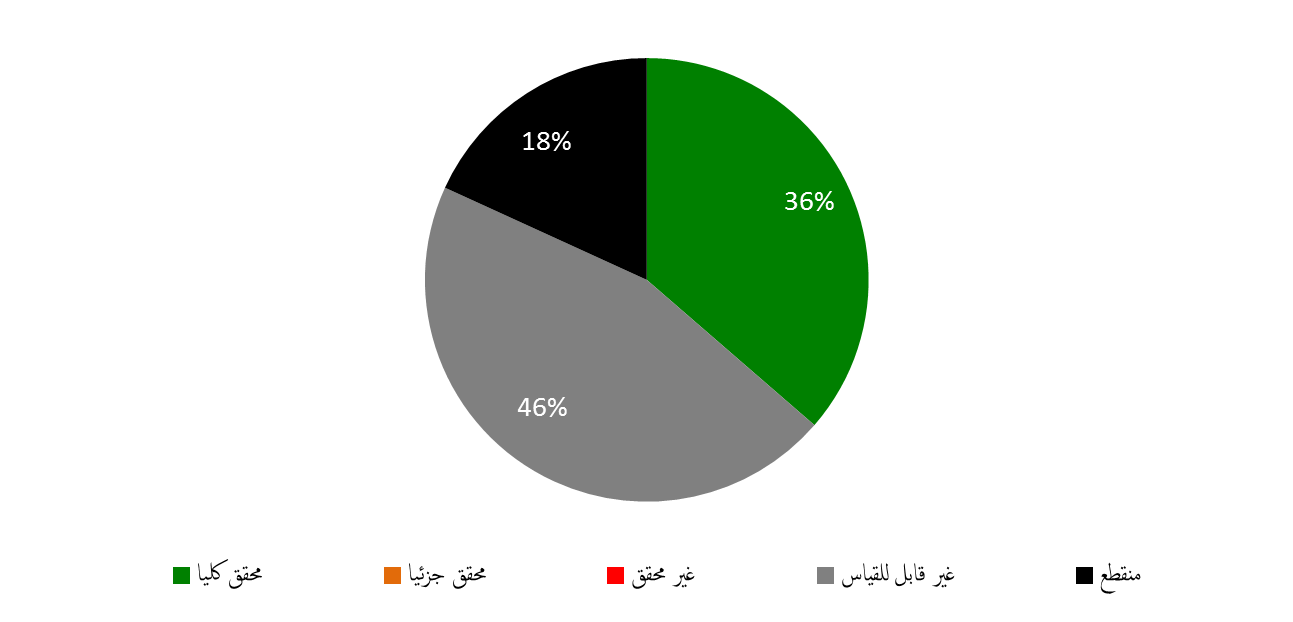 18%
36%
46%
محقق كليا
محقق جزئيا
غير محقق
غير قابل للقياس
منقطع